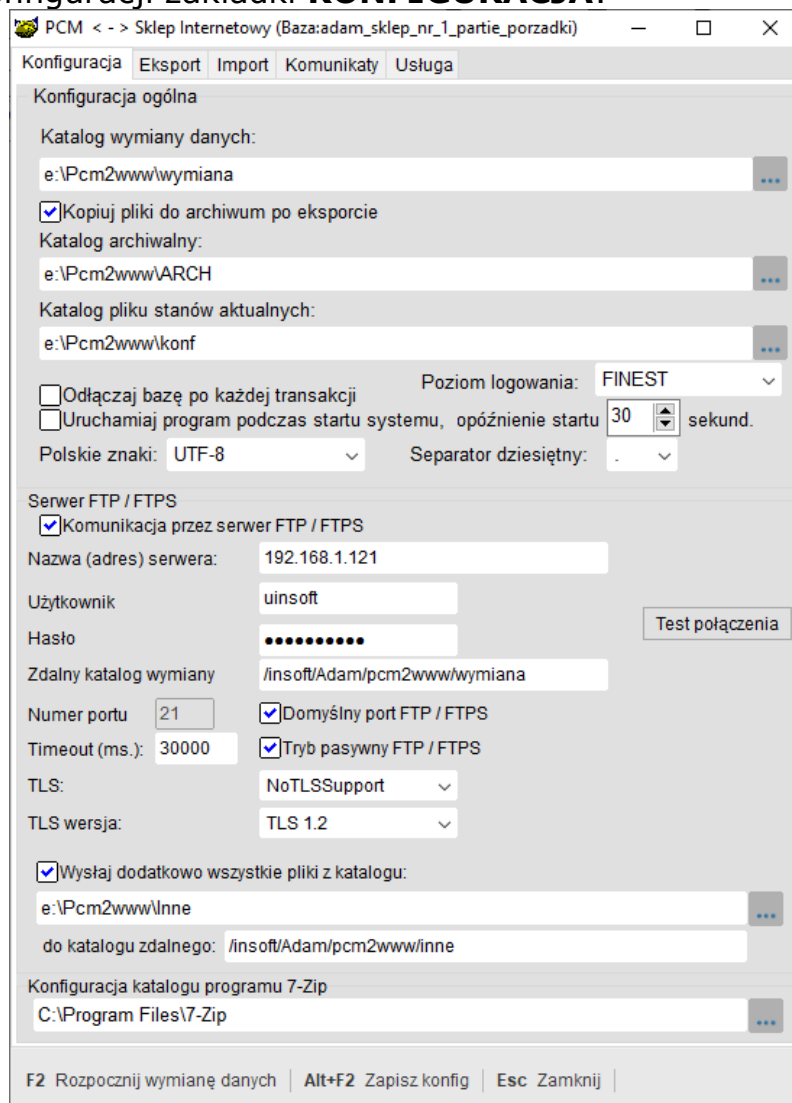 nfiguracji zakładki KONFIGURACJA:
PCM < - > Sklep Internetowy (Baza:adam_sklep_nr_1_partie_porzadki)
Konfiguracja Eksport Import Komunikaty Usługa
Konfiguracja ogólna
Katalog wymiany danych:
e:\Pcm2www\wymiana ...
Kopiuj pliki do archiwum po eksporcie
Katalog archiwalny:
e:\Pcm2www\ARCH ...
Katalog pliku stanów aktualnych:
e:\Pcm2www\konf ...
Odłączaj bazę po każdej transakcji Poziom logowania: FINEST
Uruchamiaj program podczas startu systemu, opóźnienie startu 30 sekund.
Polskie znaki: UTF-8 Separator dziesiętny: .
Serwer FTP / FTPS
Komunikacja przez serwer FTP / FTPS
Nazwa (adres) serwera: 192.168.1.121
Użytkownik uinsoft
Hasło ●●●●●●●●●● Test połączenia
Zdalny katalog wymiany /insoft/Adam/pcm2www/wymiana
Numer portu 21 Domyślny port FTP / FTPS
Timeout (ms.): 30000 Tryb pasywny FTP / FTPS
TLS: NoTLSSupport
TLS wersja: TLS 1.2
Wysłaj dodatkowo wszystkie pliki z katalogu:
e:\Pcm2www\Inne ...
do katalogu zdalnego: /insoft/Adam/pcm2www/inne
Konfiguracja katalogu programu 7-Zip
C:\Program Files\7-Zip ...
F2 Rozpocznij wymianę danych | Alt+F2 Zapisz konfig | Esc Zamknij |